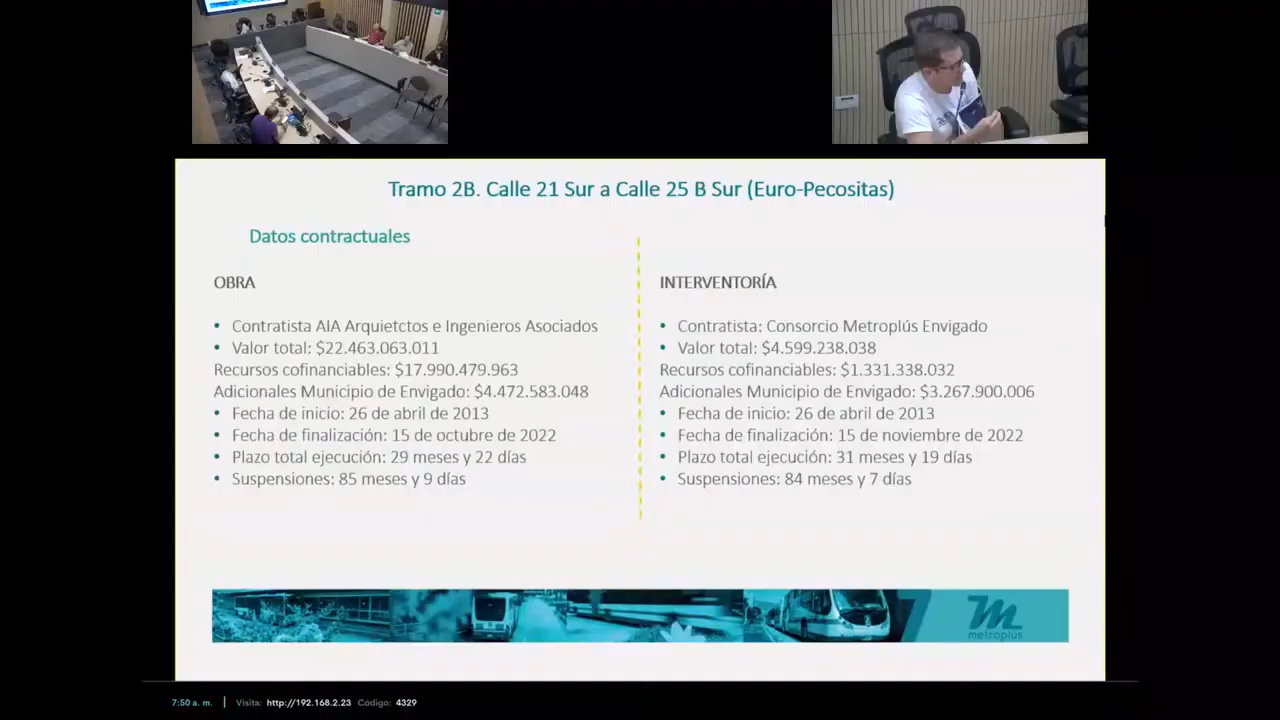 Tramo 2B. Calle 21 Sur a Calle 25 B Sur (Euro-Pecositas)
Datos contractuales
OBRA
• Contratista AIA Arquietctos e Ingenieros Asociados
• Valor total: $22.463.063.011
Recursos cofinanciables: $17.990.479.963
Adicionales Municipio de Envigado: $4.472.583.048
• Fecha de inicio: 26 de abril de 2013
• Fecha de finalización: 15 de octubre de 2022
• Plazo total ejecución: 29 meses y 22 días
• Suspensiones: 85 meses y 9 días
INTERVENTORÍA
• Contratista: Consorcio Metroplús Envigado
• Valor total: $4.599.238.038
Recursos cofinanciables: $1.331.338.032
Adicionales Municipio de Envigado: $3.267.900.006
• Fecha de inicio: 26 de abril de 2013
• Fecha de finalización: 15 de noviembre de 2022
• Plazo total ejecución: 31 meses y 19 días
• Suspensiones: 84 meses y 7 días
metroplús
7:50 a. m. | Visita: http://192.168.2.23 Código: 4329